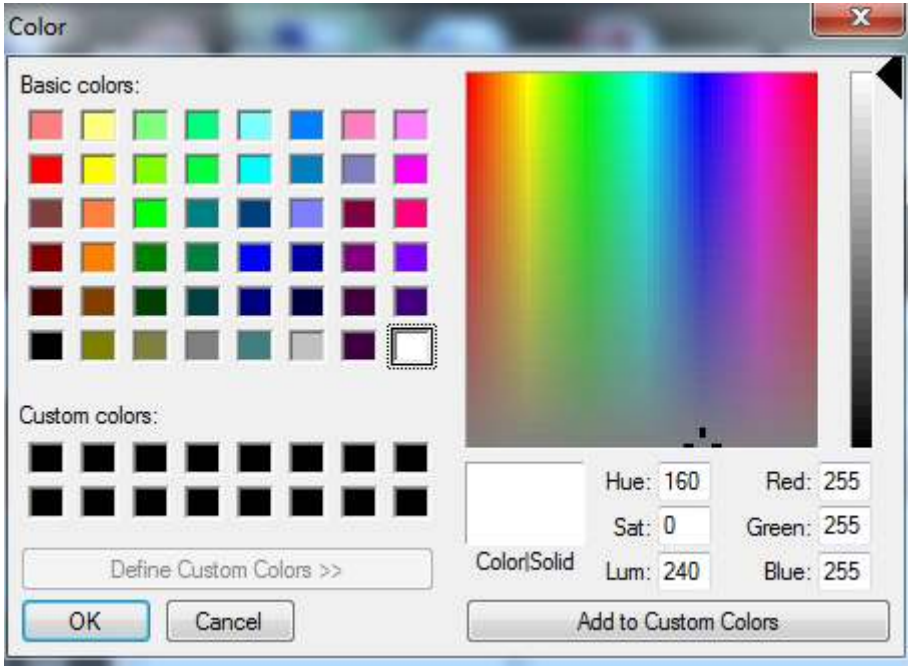 Color
Basic colors:
Custom colors:
Define Custom Colors >>
OK Cancel
Color|Solid
Hue: 160 Red: 255
Sat: 0 Green: 255
Lum: 240 Blue: 255
Add to Custom Colors